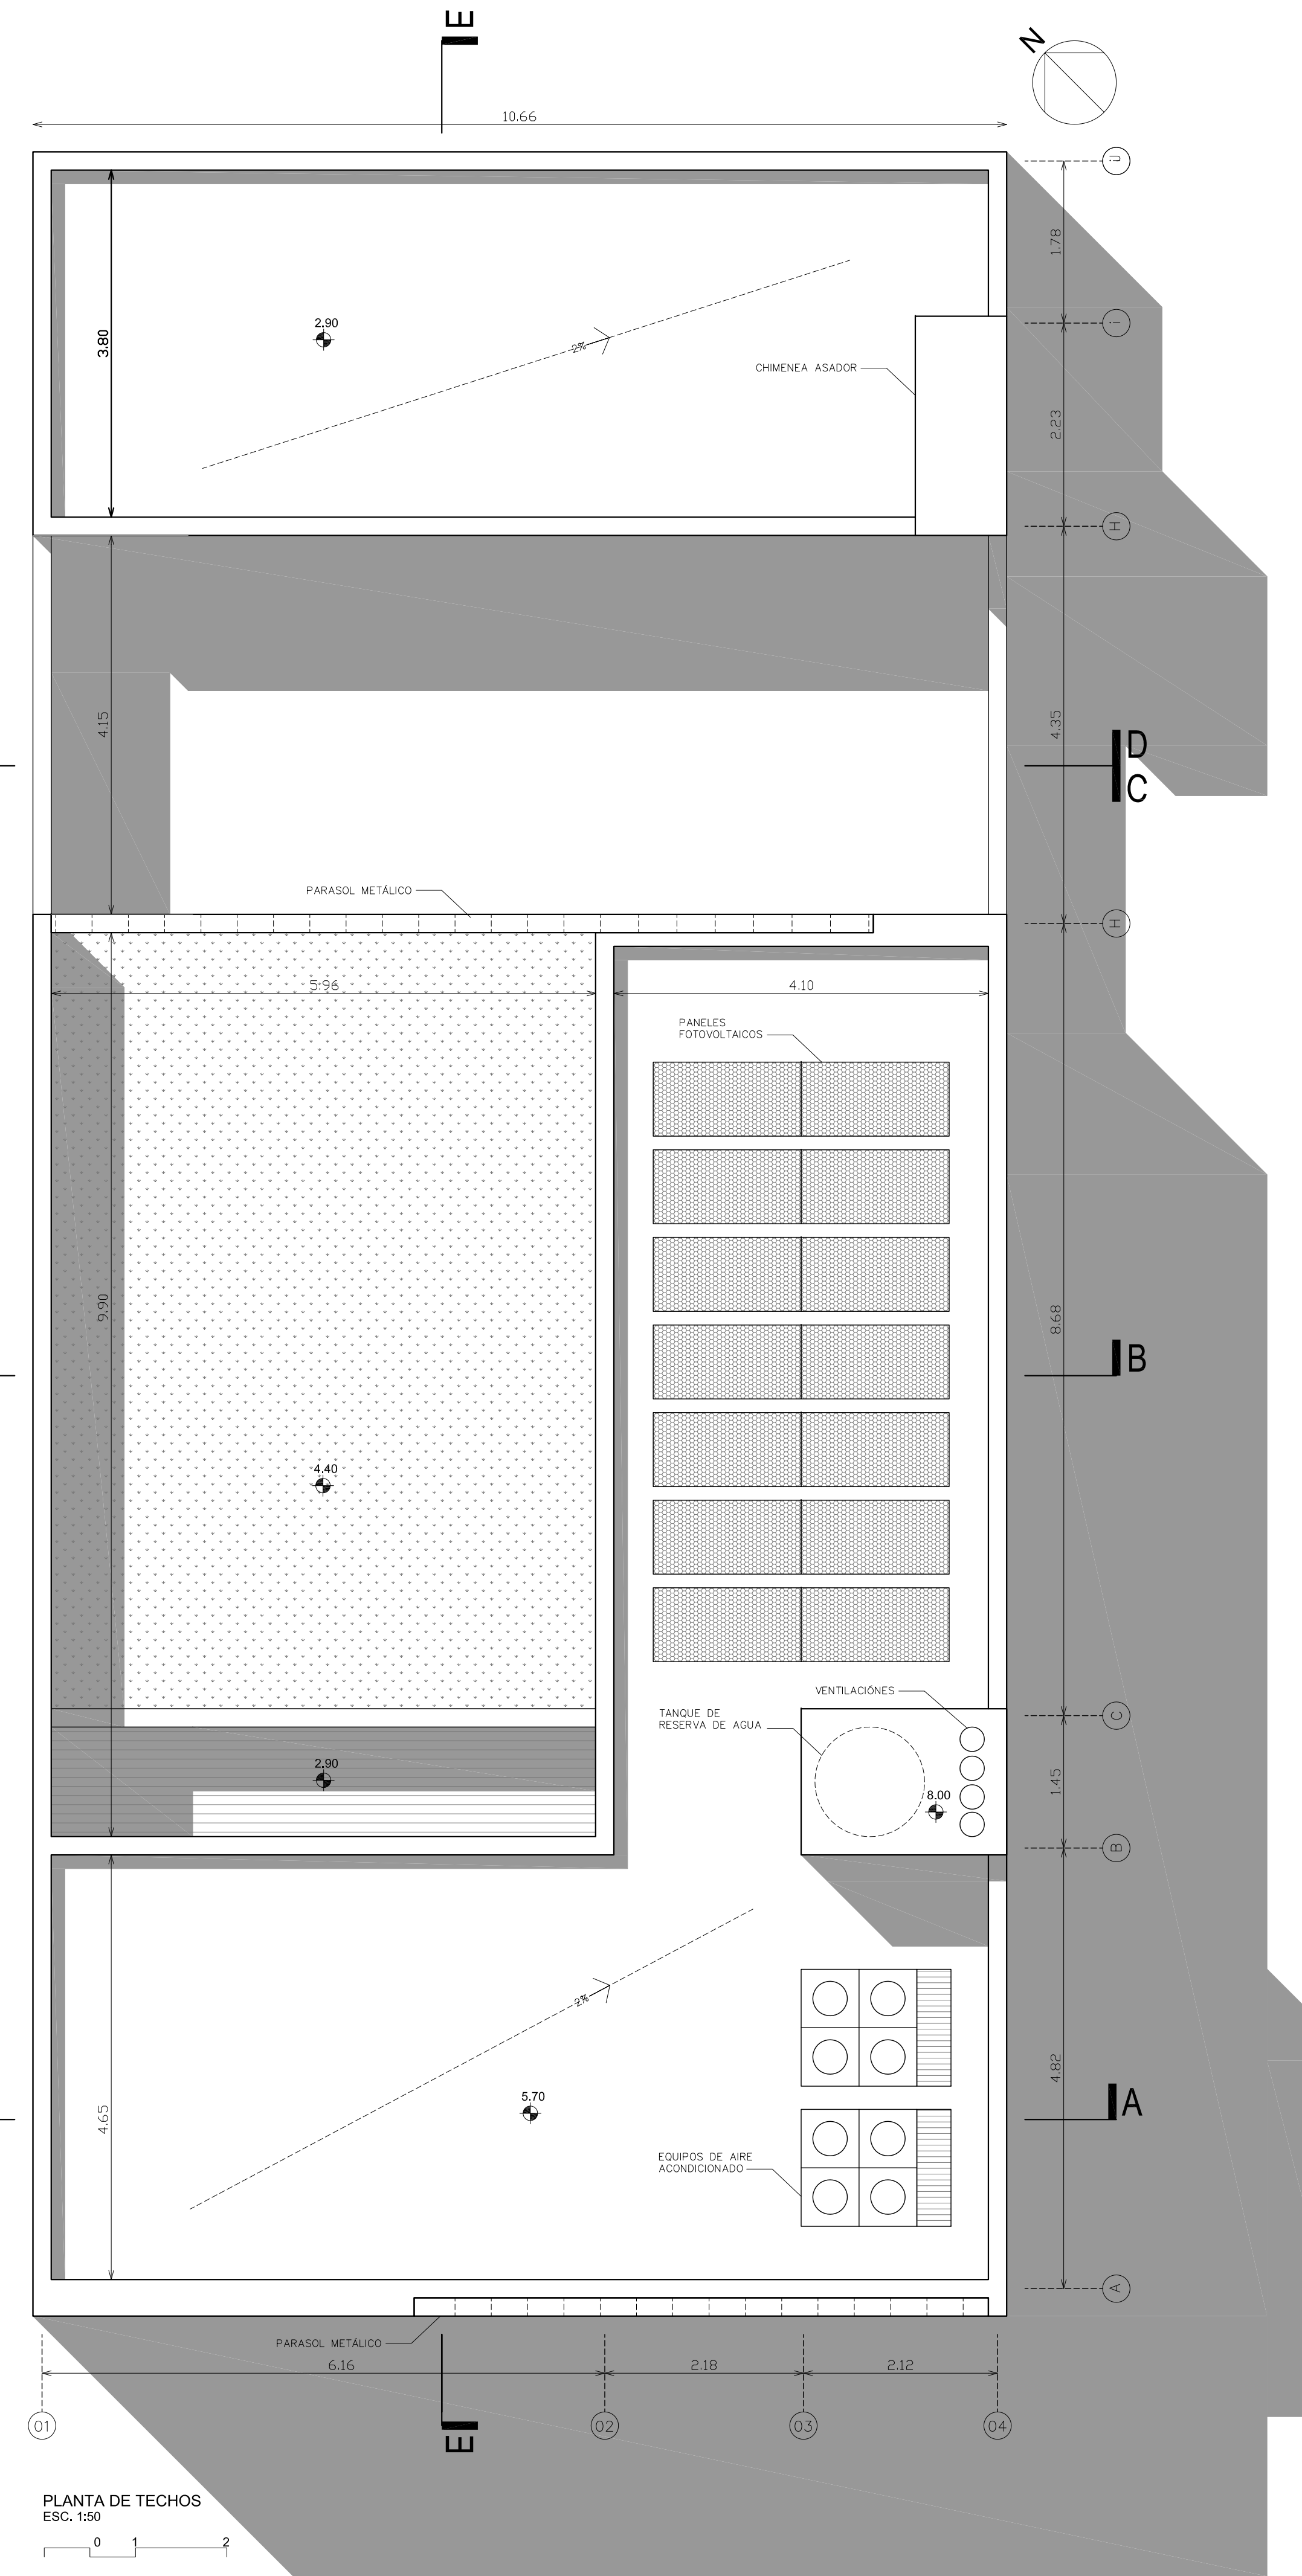 E
N
10.66
J
1.78
2.90
i
3.80
2%
CHIMENEA ASADOR
2.23
H
4.15
4.35
D
C
PARASOL METÁLICO
H
5.96
4.10
PANELES
FOTOVOLTAICOS
9.90
8.68
B
4.40
VENTILACIÓNES
TANQUE DE
RESERVA DE AGUA
C
2.90
8.00
1.45
B
2%
4.82
5.70
A
4.65
EQUIPOS DE AIRE
ACONDICIONADO
A
PARASOL METÁLICO
6.16
2.18
2.12
01
02
03
04
E
PLANTA DE TECHOS
ESC. 1:50
0 1 2